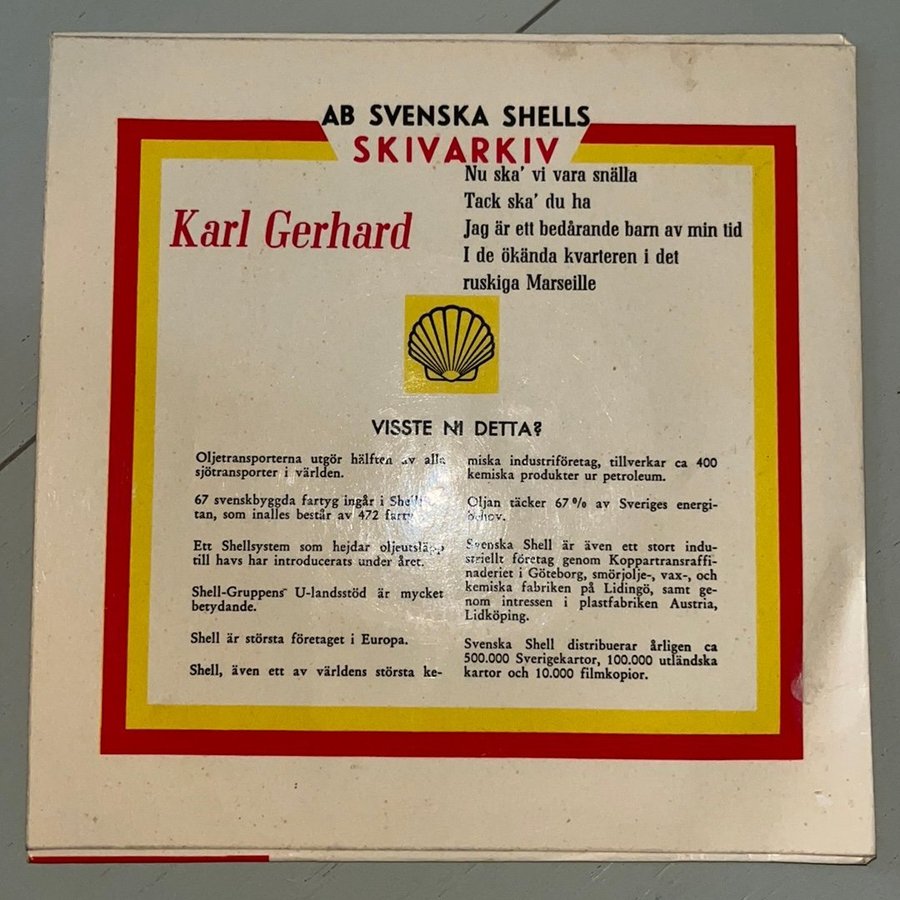 AB SVENSKA SHELLS
SKIVARKIV
Karl Gerhard
Nu ska' vi vara snälla
Tack ska' du ha
Jag är ett bedårande barn av min tid
I de ökända kvarteren i det
ruskiga Marseille
VISSTE NI DETTA?
Oljetransporterna utgör hälften av alla
sjötransporter i världen.
67 svenskbyggda fartyg ingår i
tan, som inalles består av 472
Ett Shellsystem som hejdar oljeutsläpp
till havs har introducerats under året.
Shell-Gruppens U-landsstöd är mycket
betydande.
Shell är största företaget i Europa.
Shell, även ett av världens största ke-
miska industriföretag, tillverkar ca 400
kemiska produkter ur petroleum.
Oljan täcker 67 % av Sveriges energi-
behov.
Svenska Shell är även ett stort indu-
striellt företag genom Koppartransraffi-
naderiet i Göteborg, smörjolje-, vax-, och
kemiska fabriken på Lidingö, samt ge-
nom intressen i plastfabriken Austria,
Lidköping.
Svenska Shell distribuerar årligen ca
500.000 Sverigekartor, 100.000 utländska
kartor och 10.000 filmkopior.